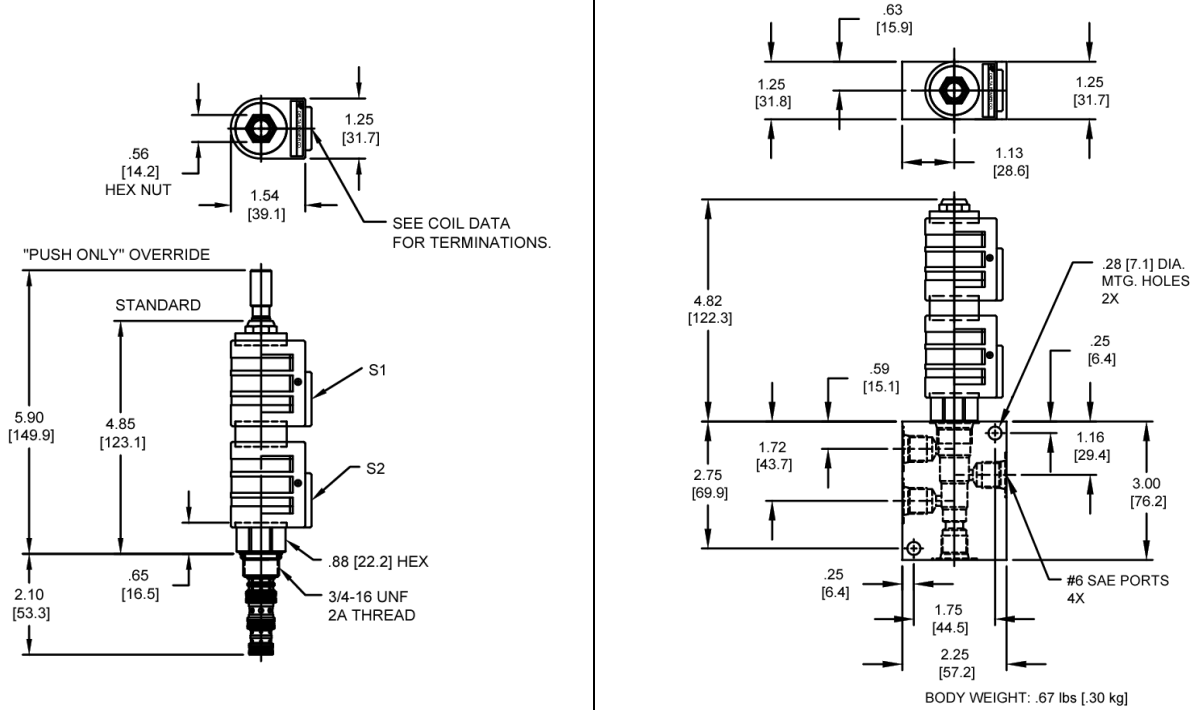 .56
[14.2]
HEX NUT
1.25
[31.7]
1.54
[39.1]
SEE COIL DATA
FOR TERMINATIONS.
"PUSH ONLY" OVERRIDE
STANDARD
S1
5.90
[149.9]
4.85
[123.1]
S2
.88 [22.2] HEX
.65
[16.5]
2.10
[53.3]
3/4-16 UNF
2A THREAD
.63
[15.9]
1.25
[31.8]
1.25
[31.7]
1.13
[28.6]
4.82
[122.3]
.28 [7.1] DIA.
MTG. HOLES
2X
.25
[6.4]
.59
[15.1]
1.72
[43.7]
1.16
[29.4]
2.75
[69.9]
3.00
[76.2]
.25
[6.4]
#6 SAE PORTS
4X
1.75
[44.5]
2.25
[57.2]
BODY WEIGHT: .67 lbs [.30 kg]